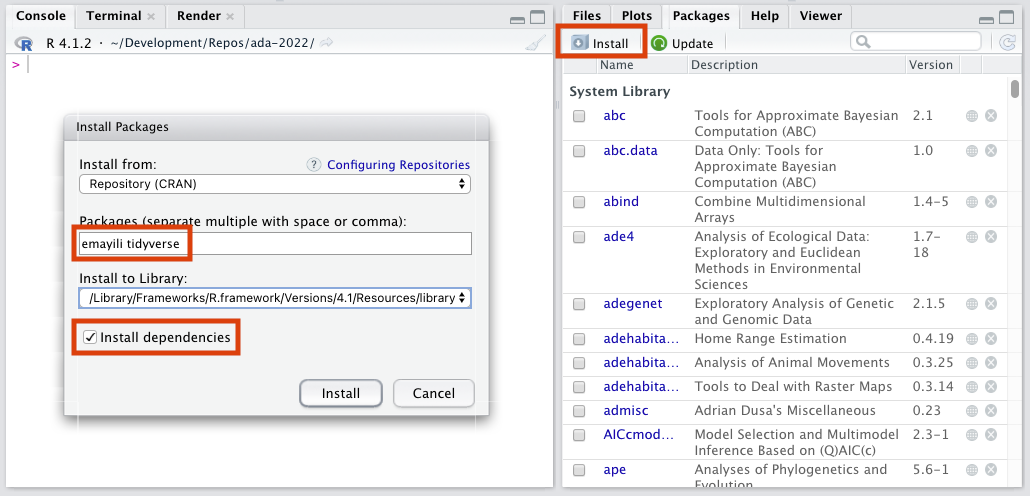 Console Terminal Render
R 4.1.2 · ~/Development/Repos/ada-2022/
>
Install Packages
Install from:
? Configuring Repositories
Repository (CRAN)
Packages (separate multiple with space or comma):
emayili tidyverse
Install to Library:
/Library/Frameworks/R.framework/Versions/4.1/Resources/library
Install dependencies
Install Cancel
Files Plots Packages Help Viewer
Install Update
Name Description Version
System Library
abc Tools for Approximate Bayesian 2.1
Computation (ABC)
abc.data Data Only: Tools for 1.0
Approximate Bayesian
Computation (ABC)
abind Combine Multidimensional 1.4-5
Arrays
ade4 Analysis of Ecological Data: 1.7-
Exploratory and Euclidean 18
Methods in Environmental
Sciences
adegenet Exploratory Analysis of Genetic 2.1.5
and Genomic Data
adehabita... Home Range Estimation 0.4.19
adehabita... Analysis of Animal Movements 0.3.25
adehabita... Tools to Deal with Raster Maps 0.3.14
admisc Adrian Dusa's Miscellaneous 0.23
AICcmod... Model Selection and Multimodel 2.3-1
Inference Based on (Q)AIC(c)
ape Analyses of Phylogenetics and 5.6-1
Evolution